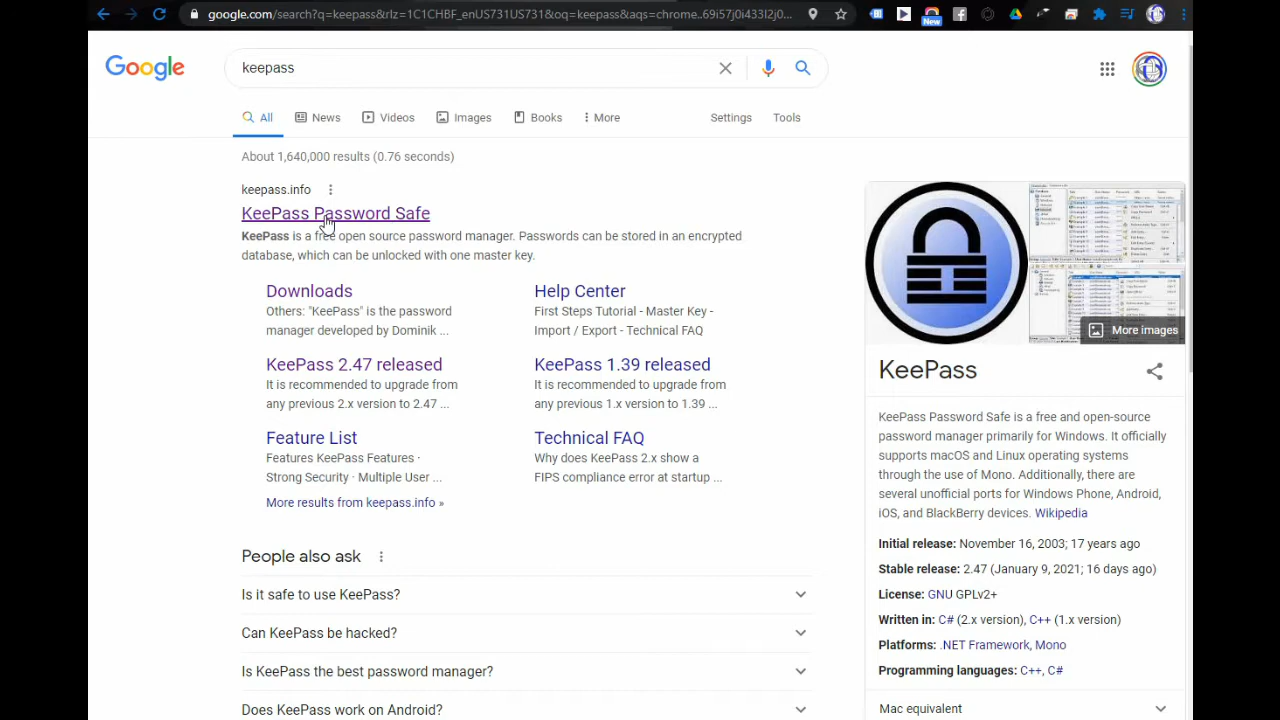 google.com/search?q=keepass&rlz=1C1CHBF_enUS731US731&oq=keepass&aqs=chrome..69i57j0i433l2j0...
New
Google
keepass
All
News
Videos
Images
Books
More
Settings
Tools
About 1,640,000 results (0.76 seconds)
keepass.info
KeePass Password Safe
KeePass is a free open Passwords can be stored in an encrypted
database, which can be with one master key.
Downloads
Others: "KeePass" is a password
manager developed by Dominik ...
Help Center
First Steps Tutorial - Master Key -
Import / Export - Technical FAQ
KeePass 2.47 released
It is recommended to upgrade from
any previous 2.x version to 2.47 ...
KeePass 1.39 released
It is recommended to upgrade from
any previous 1.x version to 1.39 ...
Feature List
Features KeePass Features ·
Strong Security · Multiple User ...
Technical FAQ
Why does KeePass 2.x show a
FIPS compliance error at startup ...
More results from keepass.info »
People also ask
Is it safe to use KeePass?
Can KeePass be hacked?
Is KeePass the best password manager?
Does KeePass work on Android?
More images
KeePass
KeePass Password Safe is a free and open-source
password manager primarily for Windows. It officially
supports macOS and Linux operating systems
through the use of Mono. Additionally, there are
several unofficial ports for Windows Phone, Android,
iOS, and BlackBerry devices. Wikipedia
Initial release: November 16, 2003; 17 years ago
Stable release: 2.47 (January 9, 2021; 16 days ago)
License: GNU GPLv2+
Written in: C# (2.x version), C++ (1.x version)
Platforms: .NET Framework, Mono
Programming languages: C++, C#
Mac equivalent